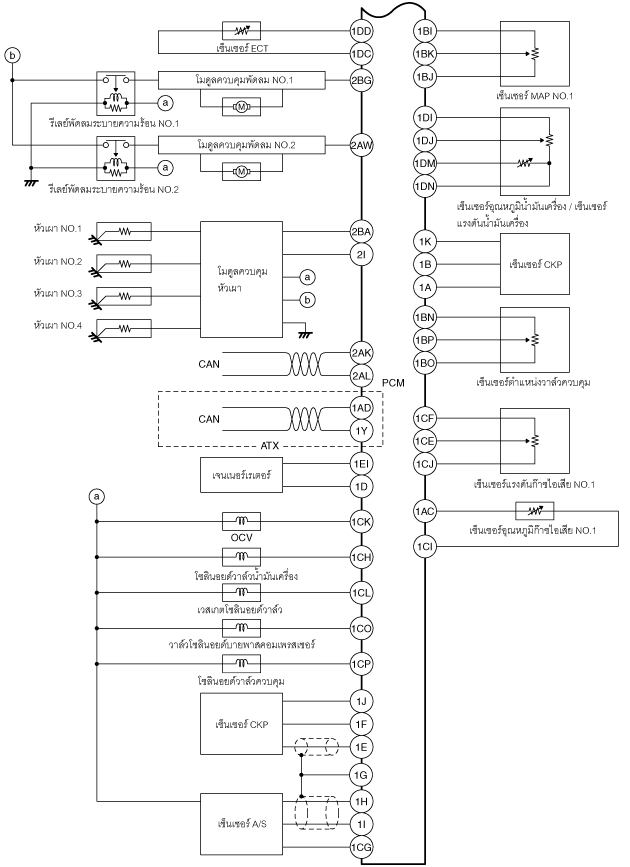 b
1DD
เซ็นเซอร์ ECT
1DC
โมดูลควบคุมพัดลม NO.1
2BG
a
M
รีเลย์พัดลมระบายความร้อน NO.1
โมดูลควบคุมพัดลม NO.2
2AW
a
M
รีเลย์พัดลมระบายความร้อน NO.2
หัวเผา NO.1
หัวเผา NO.2
หัวเผา NO.3
หัวเผา NO.4
โมดูลควบคุม
หัวเผา
2BA
2I
a
b
CAN
2AK
2AL
PCM
CAN
1AD
1Y
ATX
เจนเนอร์เรเตอร์
1EI
1D
a
1CK
OCV
1CH
โซลินอยด์วาล์วน้ำมันเครื่อง
1CL
เวสเกตโซลินอยด์วาล์ว
1CO
วาล์วโซลินอยด์บายพาสคอมเพรสเซอร์
1CP
โซลินอยด์วาล์วควบคุม
เซ็นเซอร์ CKP
1J
1F
1E
1G
เซ็นเซอร์ A/S
1H
1I
1CG
1BI
1BK
1BJ
เซ็นเซอร์ MAP NO.1
1DI
1DJ
1DM
1DN
เซ็นเซอร์อุณหภูมิน้ำมันเครื่อง / เซ็นเซอร์
แรงดันน้ำมันเครื่อง
1K
1B
1A
เซ็นเซอร์ CKP
1BN
1BP
1BO
เซ็นเซอร์ตำแหน่งวาล์วควบคุม
1CF
1CE
1CJ
เซ็นเซอร์แรงดันก๊าซไอเสีย NO.1
1AC
เซ็นเซอร์อุณหภูมิก๊าซไอเสีย NO.1
1CI